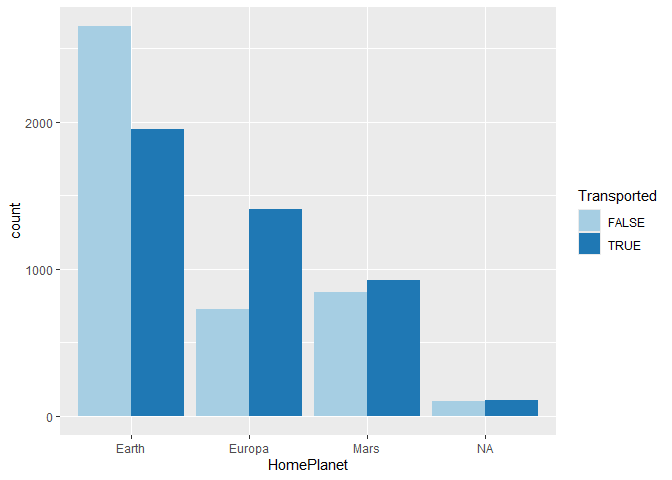 2000
1000
0
count
Earth
Europa
Mars
NA
HomePlanet
Transported
FALSE
TRUE